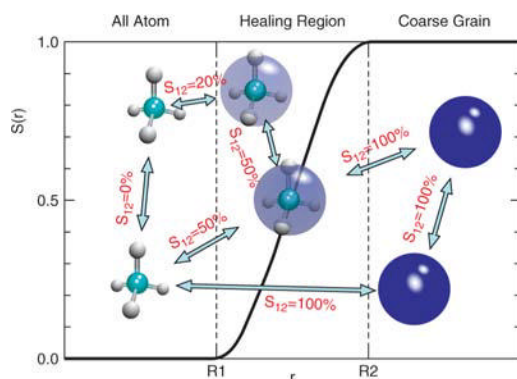 All Atom
Healing Region
Coarse Grain
1.0
0.5
0.0
S(r)
S12=20%
S12=0%
S12=50%
S12=50%
S12=100%
S12=100%
S12=100%
R1
R2
r